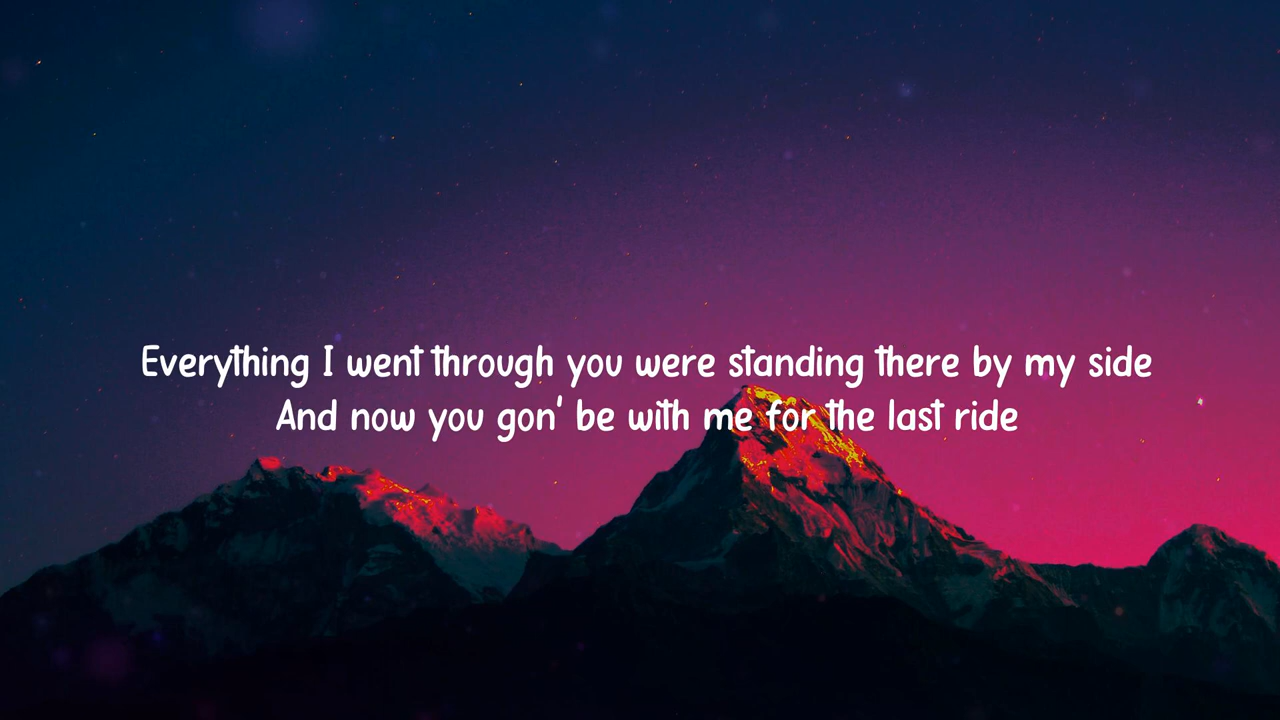 Everything I went through you were standing there by my side
And now you gon' be with me for the last ride